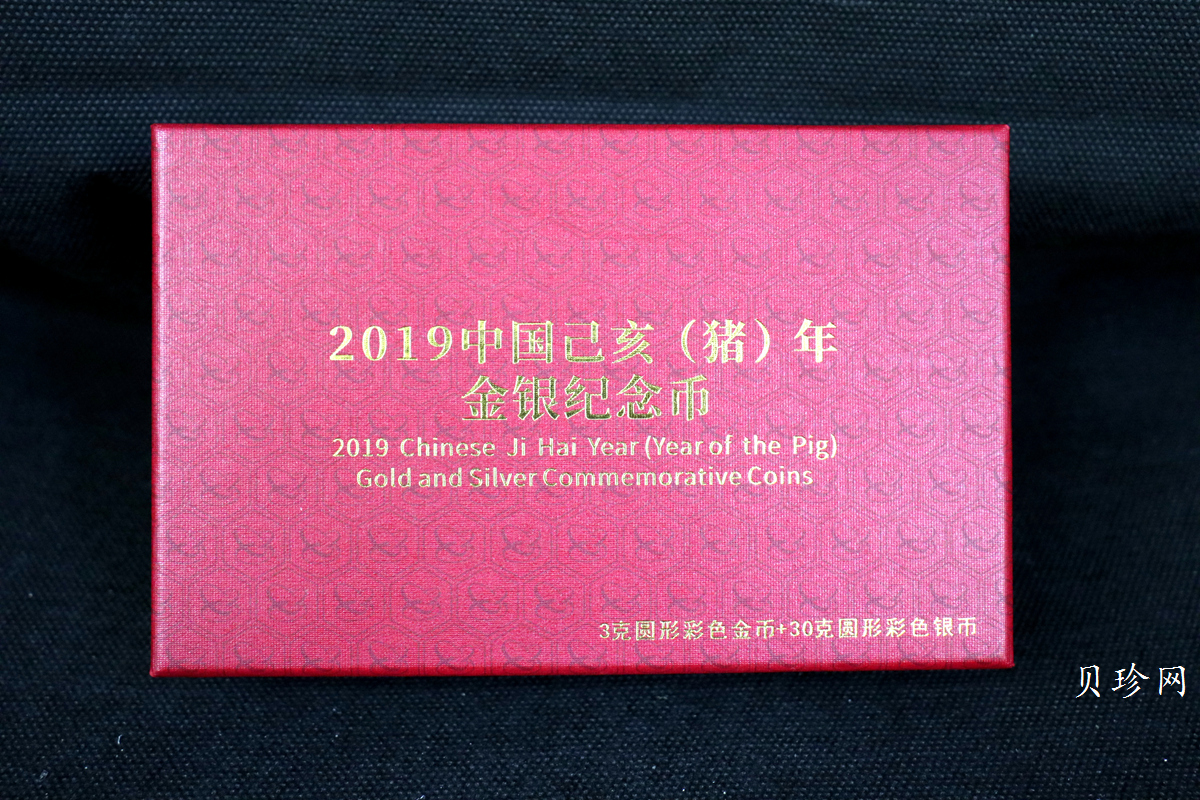 2019中国己亥（猪）年
金银纪念币
2019 Chinese Ji Hai Year (Year of the Pig)
Gold and Silver Commemorative Coins
3克圆形彩色金币+30克圆形彩色银币
贝珍网